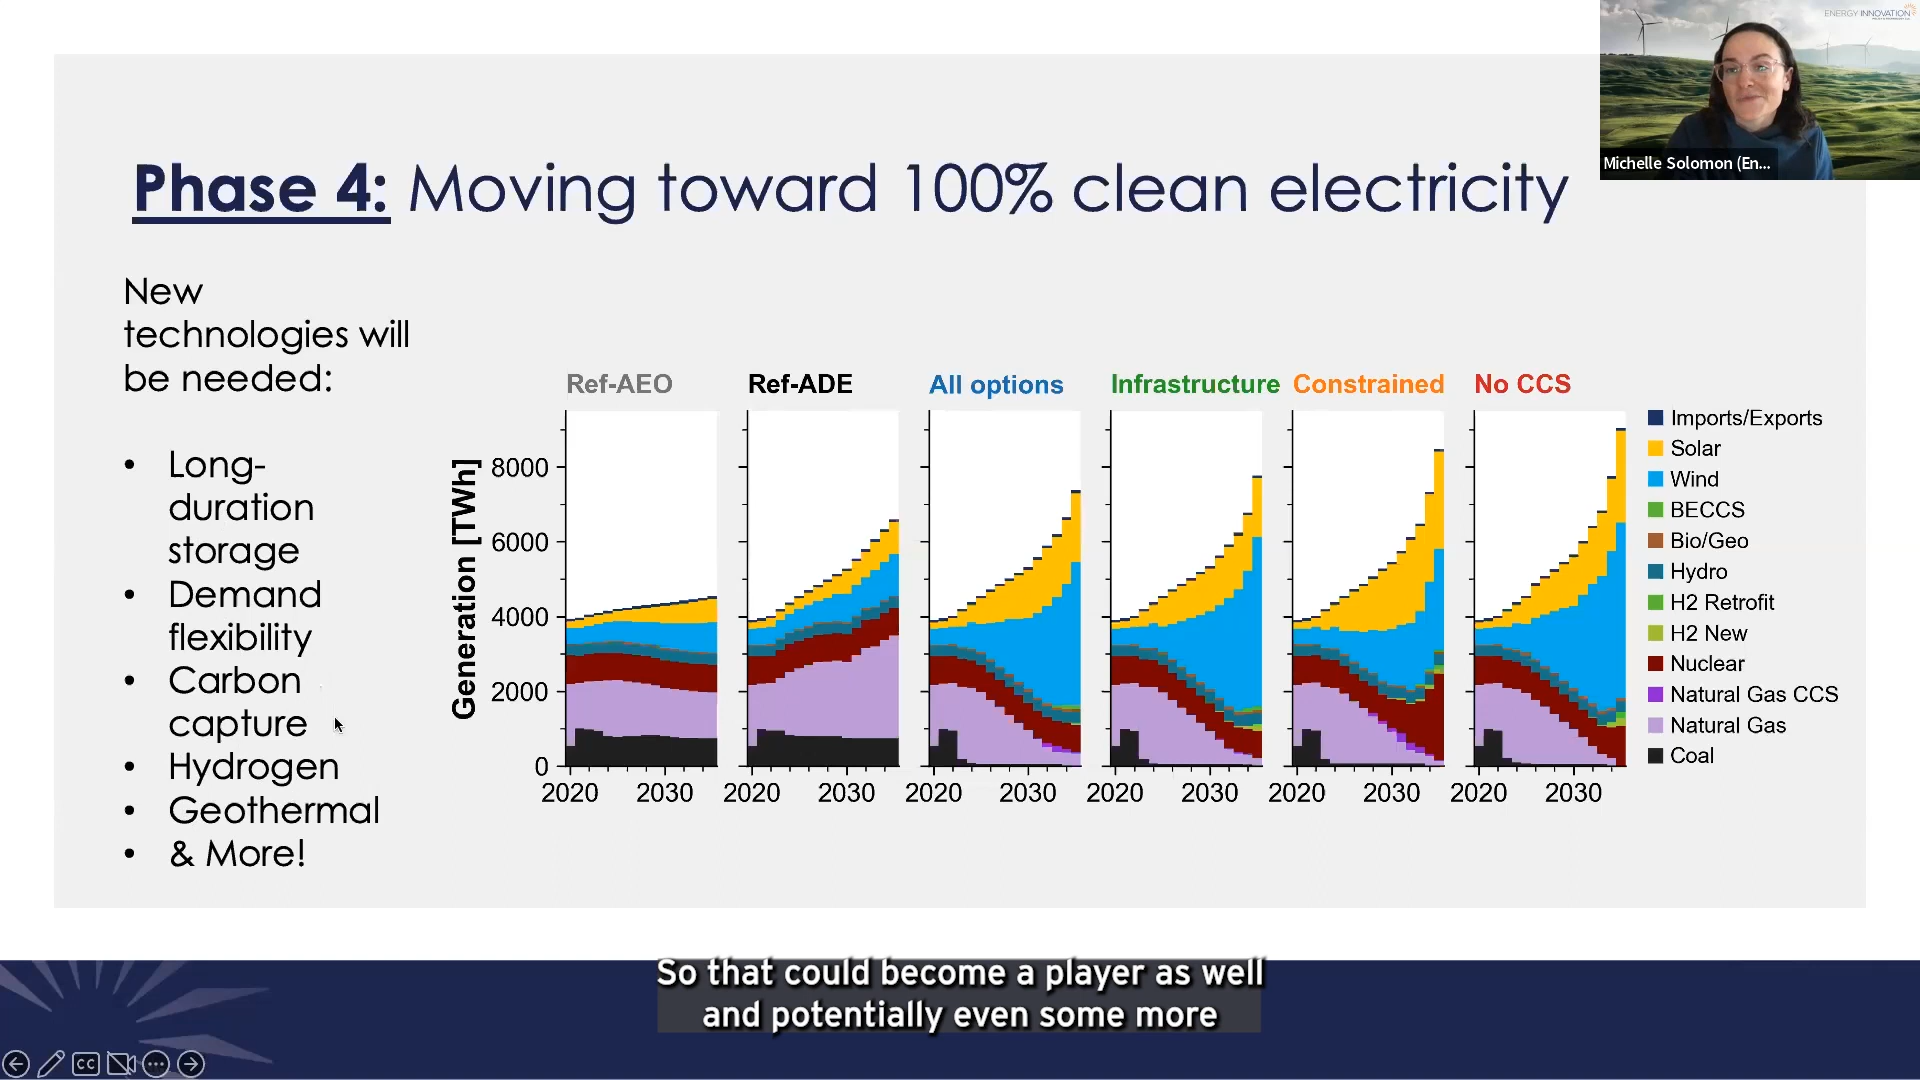 ENERGY INNOVATION
Michelle Solomon (En...
Phase 4: Moving toward 100% clean electricity
New
technologies will
be needed:
• Long-
duration
storage
• Demand
flexibility
• Carbon
capture
• Hydrogen
• Geothermal
• & More!
Ref-AEO
Ref-ADE
All options
Infrastructure
Constrained
No CCS
Generation [TWh]
8000
6000
4000
2000
0
2020 2030
2020 2030
2020 2030
2020 2030
2020 2030
2020 2030
Imports/Exports
Solar
Wind
BECCS
Bio/Geo
Hydro
H2 Retrofit
H2 New
Nuclear
Natural Gas CCS
Natural Gas
Coal
So that could become a player as well
and potentially even some more
CC